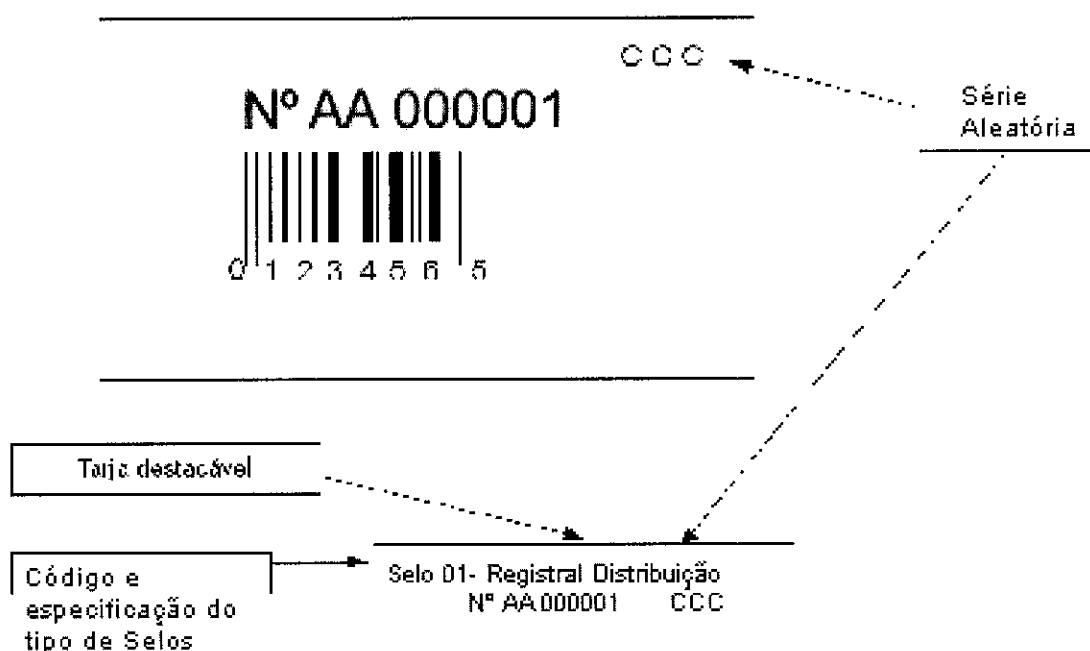 CCC
Nº AA 000001
0 1 2 3 4 5 6 5
Série
Aleatória
Tarja destacável
Código e
especificação do
tipo de Selos
Selo 01- Registral Distribuição
Nº AA 000001 CCC